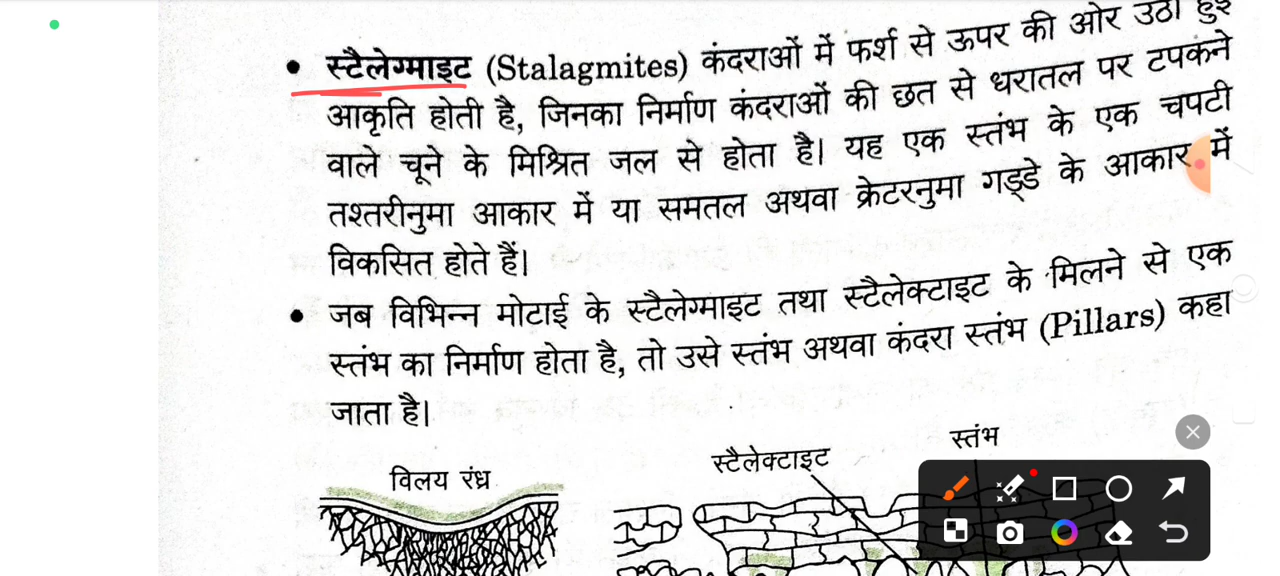 • स्टैलेग्माइट (Stalagmites) कंदराओं में फर्श से ऊपर की ओर उठी हुई
आकृति होती है, जिनका निर्माण कंदराओं की छत से धरातल पर टपकने
वाले चूने के मिश्रित जल से होता है। यह एक स्तंभ के एक चपटी
तश्तरीनुमा आकार में या समतल अथवा क्रेटरनुमा गड्डे के आकार में
विकसित होते हैं।
• जब विभिन्न मोटाई के स्टैलेग्माइट तथा स्टैलेक्टाइट के मिलने से एक
स्तंभ का निर्माण होता है, तो उसे स्तंभ अथवा कंदरा स्तंभ (Pillars) कहा
जाता है।
स्तंभ
स्टैलेक्टाइट
विलय रंध्र